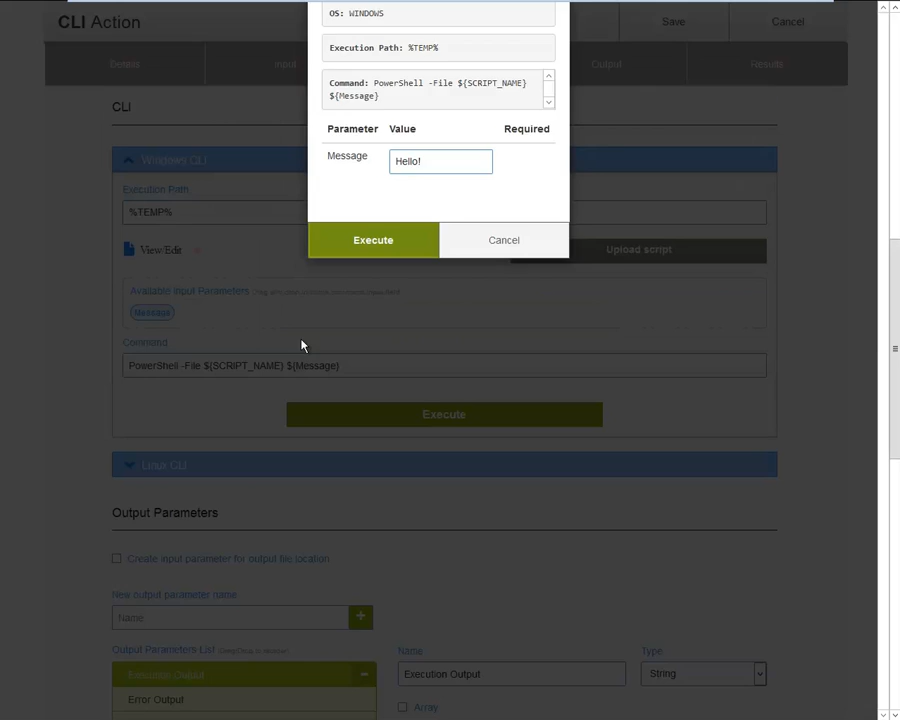 CLI Action
Save
Cancel
Details
Input
Output
Results
OS: WINDOWS
Execution Path: %TEMP%
Command: PowerShell -File ${SCRIPT_NAME}
${Message}
Parameter Value Required
Message Hello!
Execute Cancel
CLI
Windows CLI
Execution Path
%TEMP%
View/Edit
Upload script
Available Input Parameters
Message
Command
PowerShell -File ${SCRIPT_NAME} ${Message}
Execute
Linux CLI
Output Parameters
Create input parameter for output file location
New output parameter name
Name
Output Parameters List
Name
Type
Execution Output
Execution Output
String
Error Output
Array